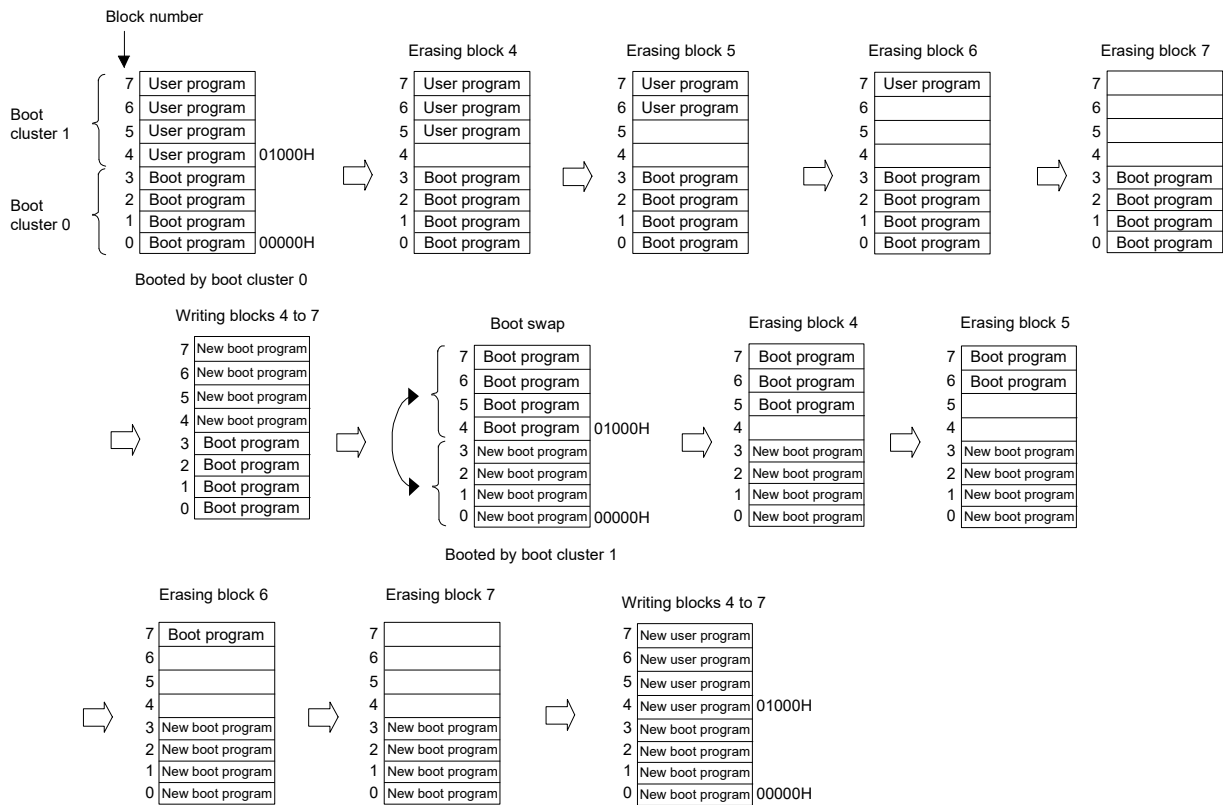 Block number
Boot
cluster 1
Boot
cluster 0
7 User program
6 User program
5 User program
4 User program 01000H
3 Boot program
2 Boot program
1 Boot program
0 Boot program 00000H
Booted by boot cluster 0
Erasing block 4
7 User program
6 User program
5 User program
4
3 Boot program
2 Boot program
1 Boot program
0 Boot program
Erasing block 5
7 User program
6 User program
5
4
3 Boot program
2 Boot program
1 Boot program
0 Boot program
Erasing block 6
7 User program
6
5
4
3 Boot program
2 Boot program
1 Boot program
0 Boot program
Erasing block 7
7
6
5
4
3 Boot program
2 Boot program
1 Boot program
0 Boot program
Writing blocks 4 to 7
7 New boot program
6 New boot program
5 New boot program
4 New boot program
3 Boot program
2 Boot program
1 Boot program
0 Boot program
Boot swap
7 Boot program
6 Boot program
5 Boot program
4 Boot program 01000H
3 New boot program
2 New boot program
1 New boot program
0 New boot program 00000H
Booted by boot cluster 1
Erasing block 4
7 Boot program
6 Boot program
5 Boot program
4
3 New boot program
2 New boot program
1 New boot program
0 New boot program
Erasing block 5
7 Boot program
6 Boot program
5
4
3 New boot program
2 New boot program
1 New boot program
0 New boot program
Erasing block 6
7 Boot program
6
5
4
3 New boot program
2 New boot program
1 New boot program
0 New boot program
Erasing block 7
7
6
5
4
3 New boot program
2 New boot program
1 New boot program
0 New boot program
Writing blocks 4 to 7
7 New user program
6 New user program
5 New user program
4 New user program 01000H
3 New boot program
2 New boot program
1 New boot program
0 New boot program 00000H